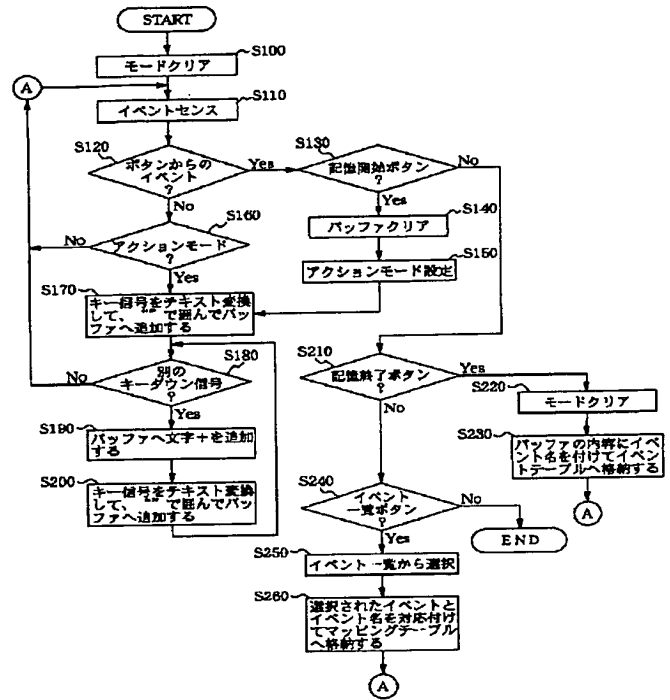 START
S100
モードクリア
A
S110
イベントセンス
S120
ボタンからの
イベント
?
Yes
No
S130
記憶開始ボタン
?
No
Yes
S140
バッファクリア
S150
アクションモード設定
S160
アクションモード
?
No
Yes
S170
キー信号をテキスト変換
して、“”で囲んでバッ
ファへ追加する
S180
別の
キーダウン信号
?
No
Yes
S190
バッファへ文字+を追加
する
S200
キー信号をテキスト変換
して、“”で囲んでバッ
ファへ追加する
S210
記憶終了ボタン
?
Yes
No
S220
モードクリア
S230
バッファの内容にイベ
ント名を付けてイベン
トテーブルへ格納する
A
S240
イベント
一覧ボタン
?
No
END
Yes
S250
イベント一覧から選択
S260
選択されたイベントと
イベント名を対応付け
てマッピングテーブル
へ格納する
A